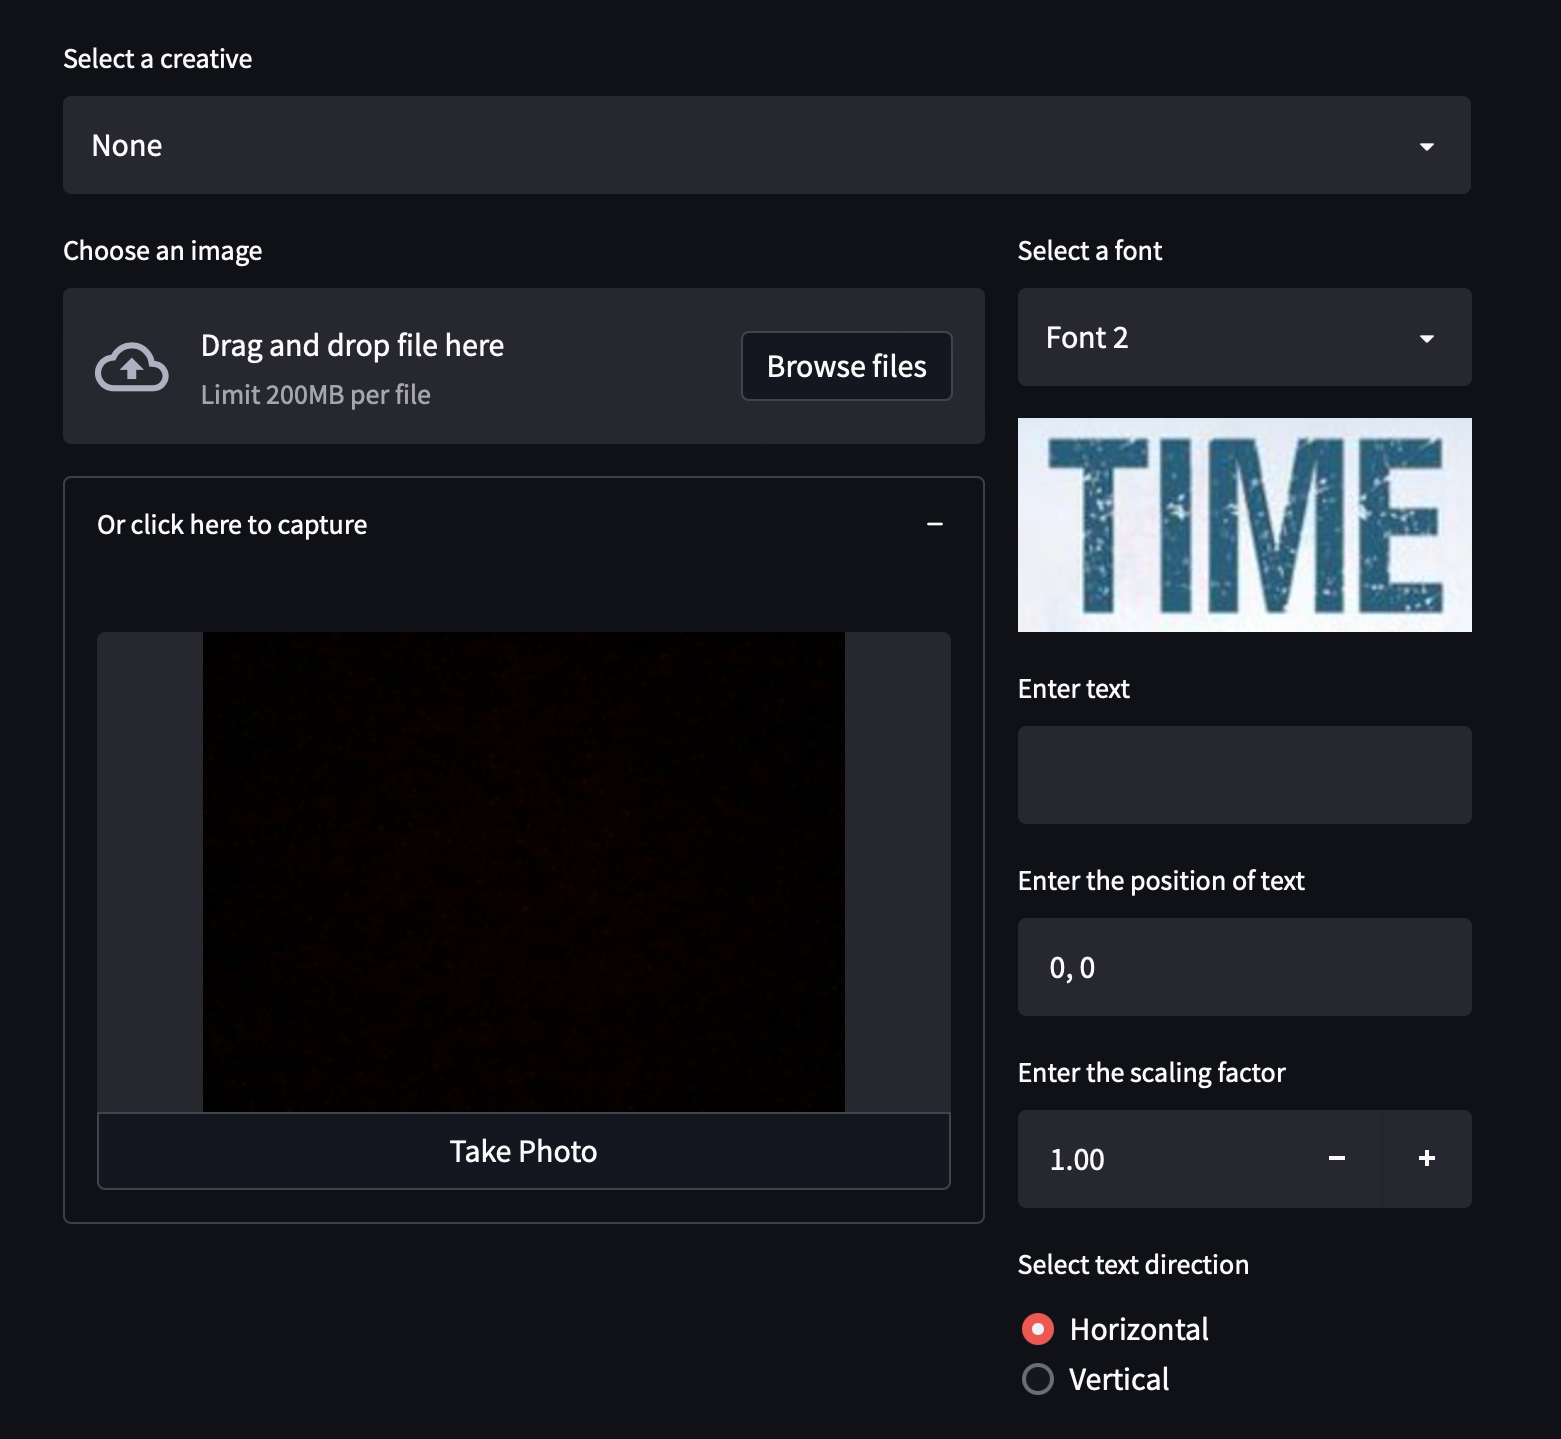 Select a creative
None
Choose an image
Drag and drop file here
Limit 200MB per file
Browse files
Or click here to capture
Take Photo
Select a font
Font 2
TIME
Enter text
Enter the position of text
0, 0
Enter the scaling factor
1.00
Select text direction
Horizontal
Vertical